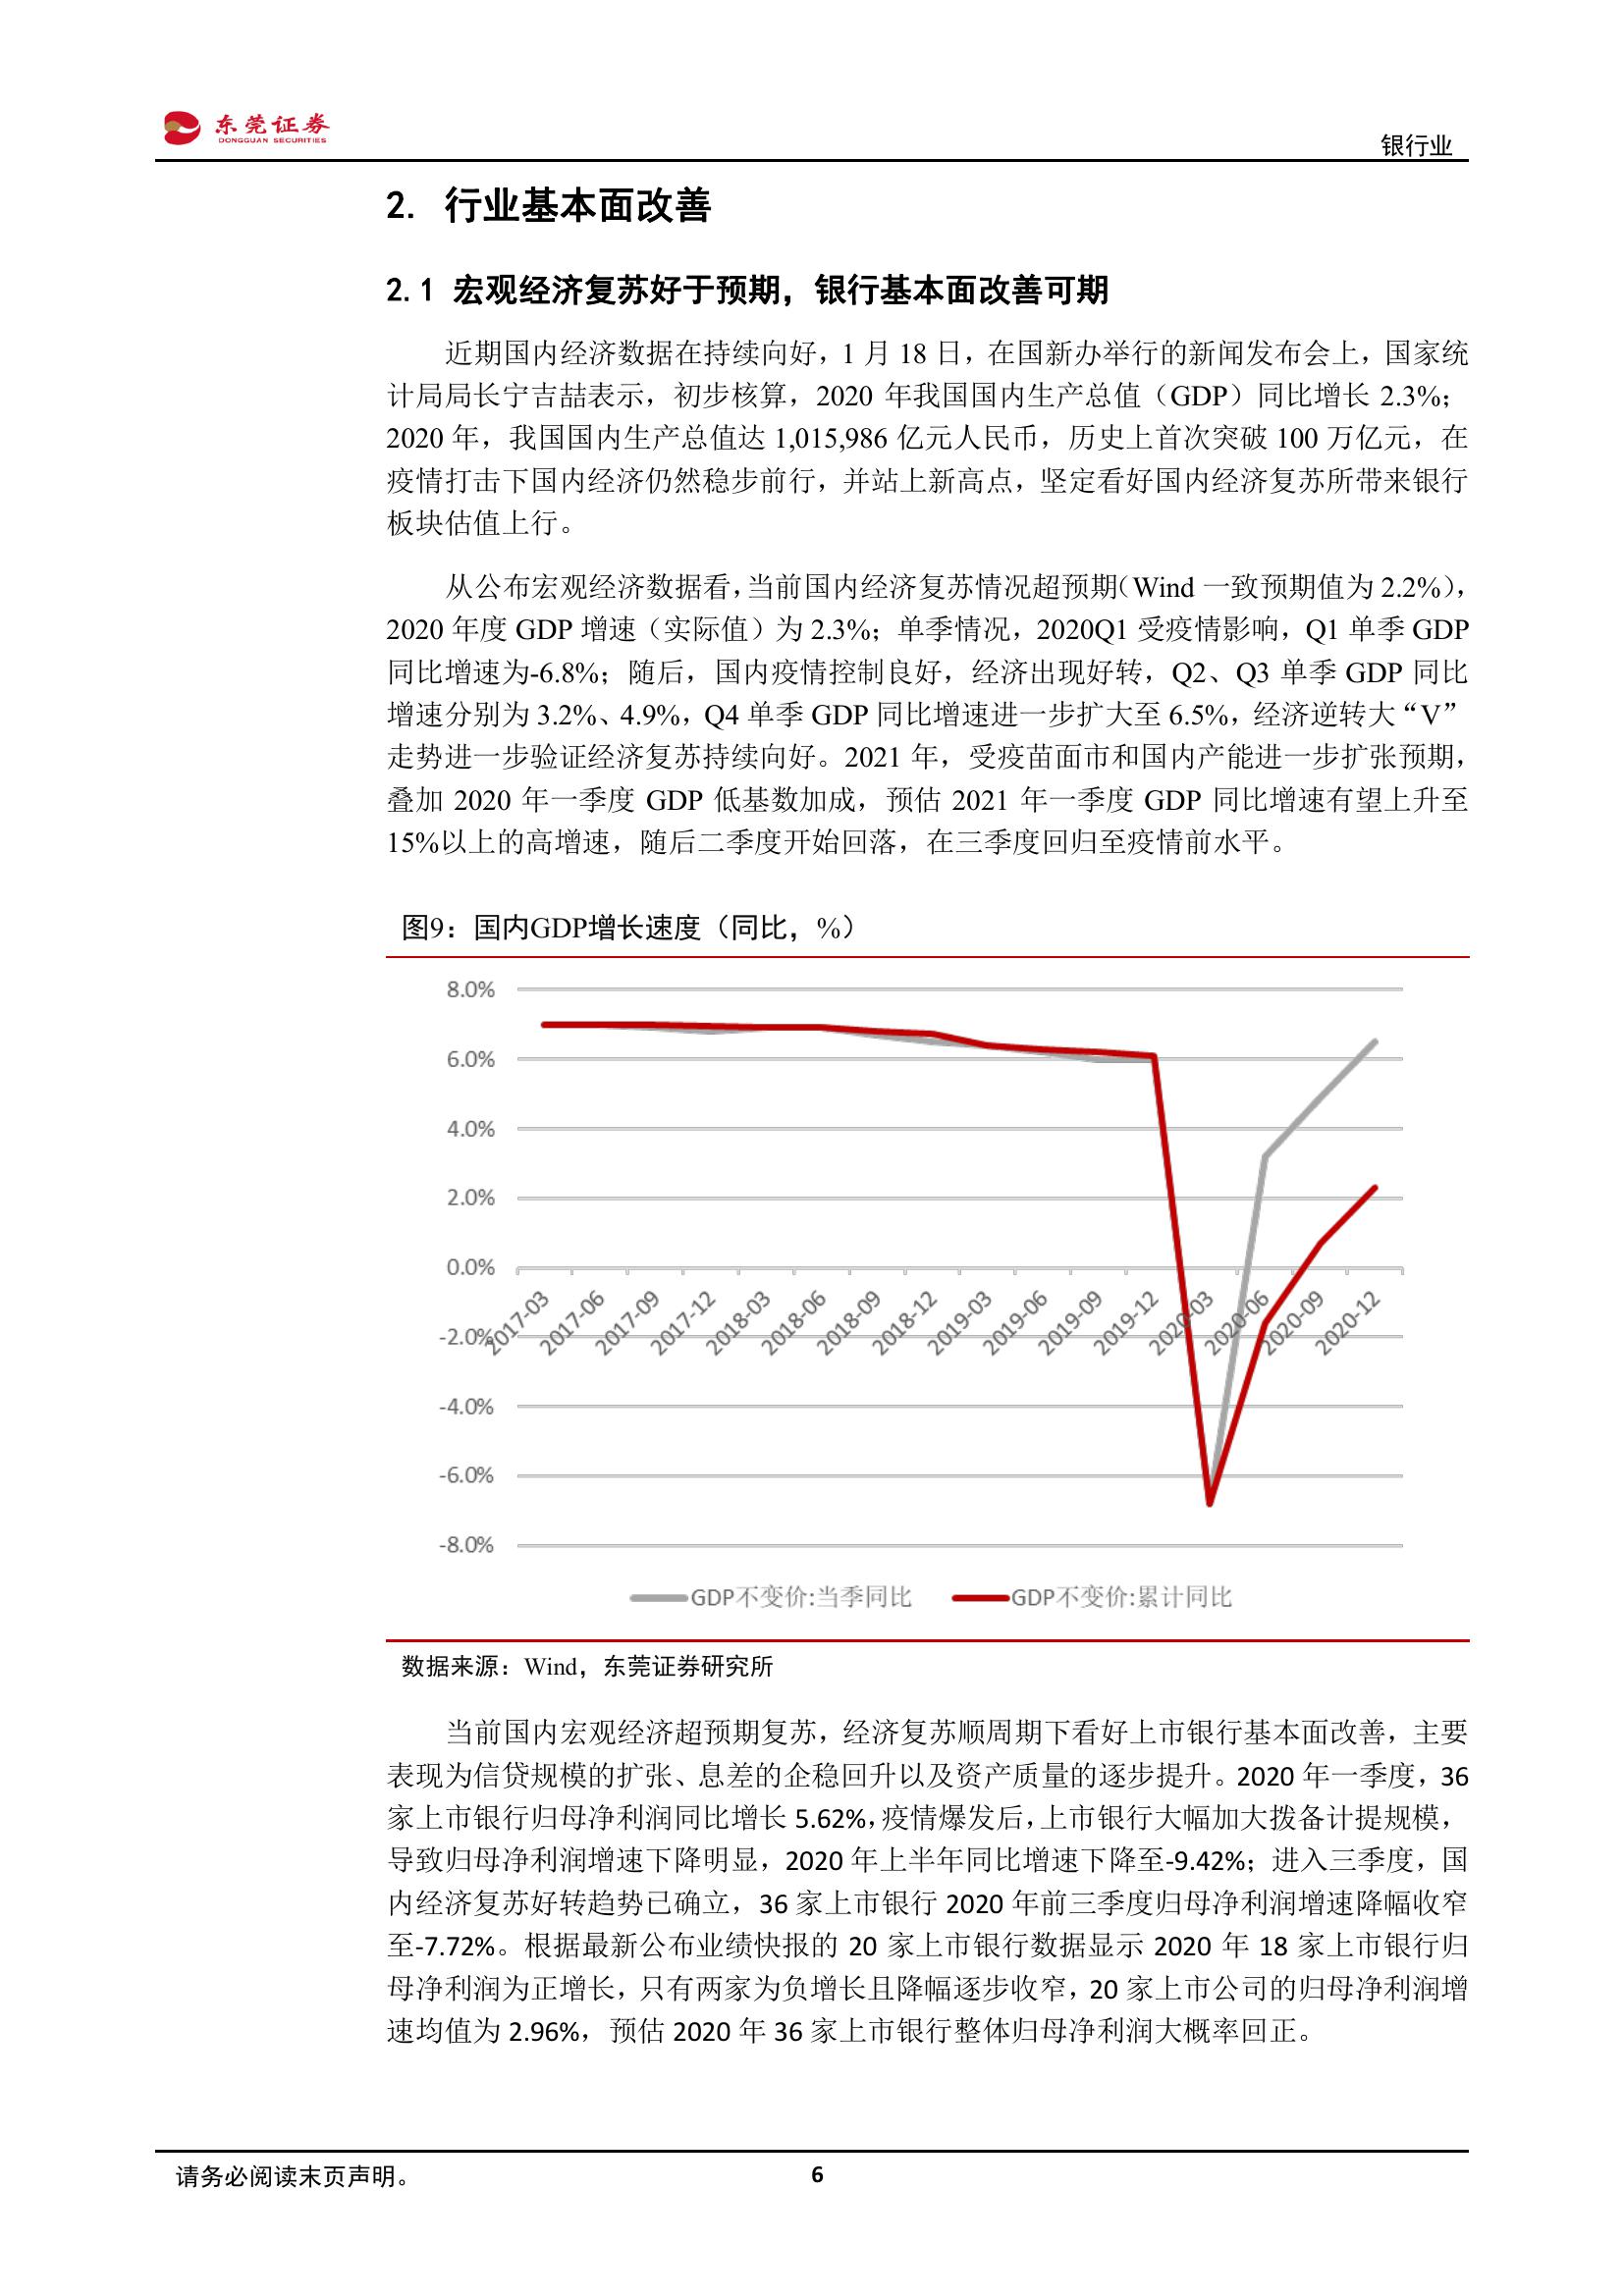 东莞证券
DONGGUAN SECURITIES
银行业
2. 行业基本面改善
2.1 宏观经济复苏好于预期，银行基本面改善可期
近期国内经济数据在持续向好，1 月 18 日，在国新办举行的新闻发布会上，国家统
计局局长宁吉喆表示，初步核算，2020 年我国国内生产总值（GDP）同比增长 2.3%；
2020 年，我国国内生产总值达 1,015,986 亿元人民币，历史上首次突破 100 万亿元，在
疫情打击下国内经济仍然稳步前行，并站上新高点，坚定看好国内经济复苏所带来银行
板块估值上行。
从公布宏观经济数据看，当前国内经济复苏情况超预期（Wind 一致预期值为 2.2%），
2020 年度 GDP 增速（实际值）为 2.3%；单季情况，2020Q1 受疫情影响，Q1 单季 GDP
同比增速为-6.8%；随后，国内疫情控制良好，经济出现好转，Q2、Q3 单季 GDP 同比
增速分别为 3.2%、4.9%，Q4 单季 GDP 同比增速进一步扩大至 6.5%，经济逆转大“V”
走势进一步验证经济复苏持续向好。2021 年，受疫苗面市和国内产能进一步扩张预期，
叠加 2020 年一季度 GDP 低基数加成，预估 2021 年一季度 GDP 同比增速有望上升至
15%以上的高增速，随后二季度开始回落，在三季度回归至疫情前水平。
图9：国内GDP增长速度（同比，%）
8.0%
6.0%
4.0%
2.0%
0.0%
-2.0%
-4.0%
-6.0%
-8.0%
2017-03
2017-06
2017-09
2017-12
2018-03
2018-06
2018-09
2018-12
2019-03
2019-06
2019-09
2019-12
2020-03
2020-06
2020-09
2020-12
GDP不变价:当季同比
GDP不变价:累计同比
数据来源：Wind，东莞证券研究所
当前国内宏观经济超预期复苏，经济复苏顺周期下看好上市银行基本面改善，主要
表现为信贷规模的扩张、息差的企稳回升以及资产质量的逐步提升。2020 年一季度，36
家上市银行归母净利润同比增长 5.62%，疫情爆发后，上市银行大幅加大拨备计提规模，
导致归母净利润增速下降明显，2020 年上半年同比增速下降至-9.42%；进入三季度，国
内经济复苏好转趋势已确立，36 家上市银行 2020 年前三季度归母净利润增速降幅收窄
至-7.72%。根据最新公布业绩快报的 20 家上市银行数据显示 2020 年 18 家上市银行归
母净利润为正增长，只有两家为负增长且降幅逐步收窄，20 家上市公司的归母净利润增
速均值为 2.96%，预估 2020 年 36 家上市银行整体归母净利润大概率回正。
请务必阅读末页声明。
6